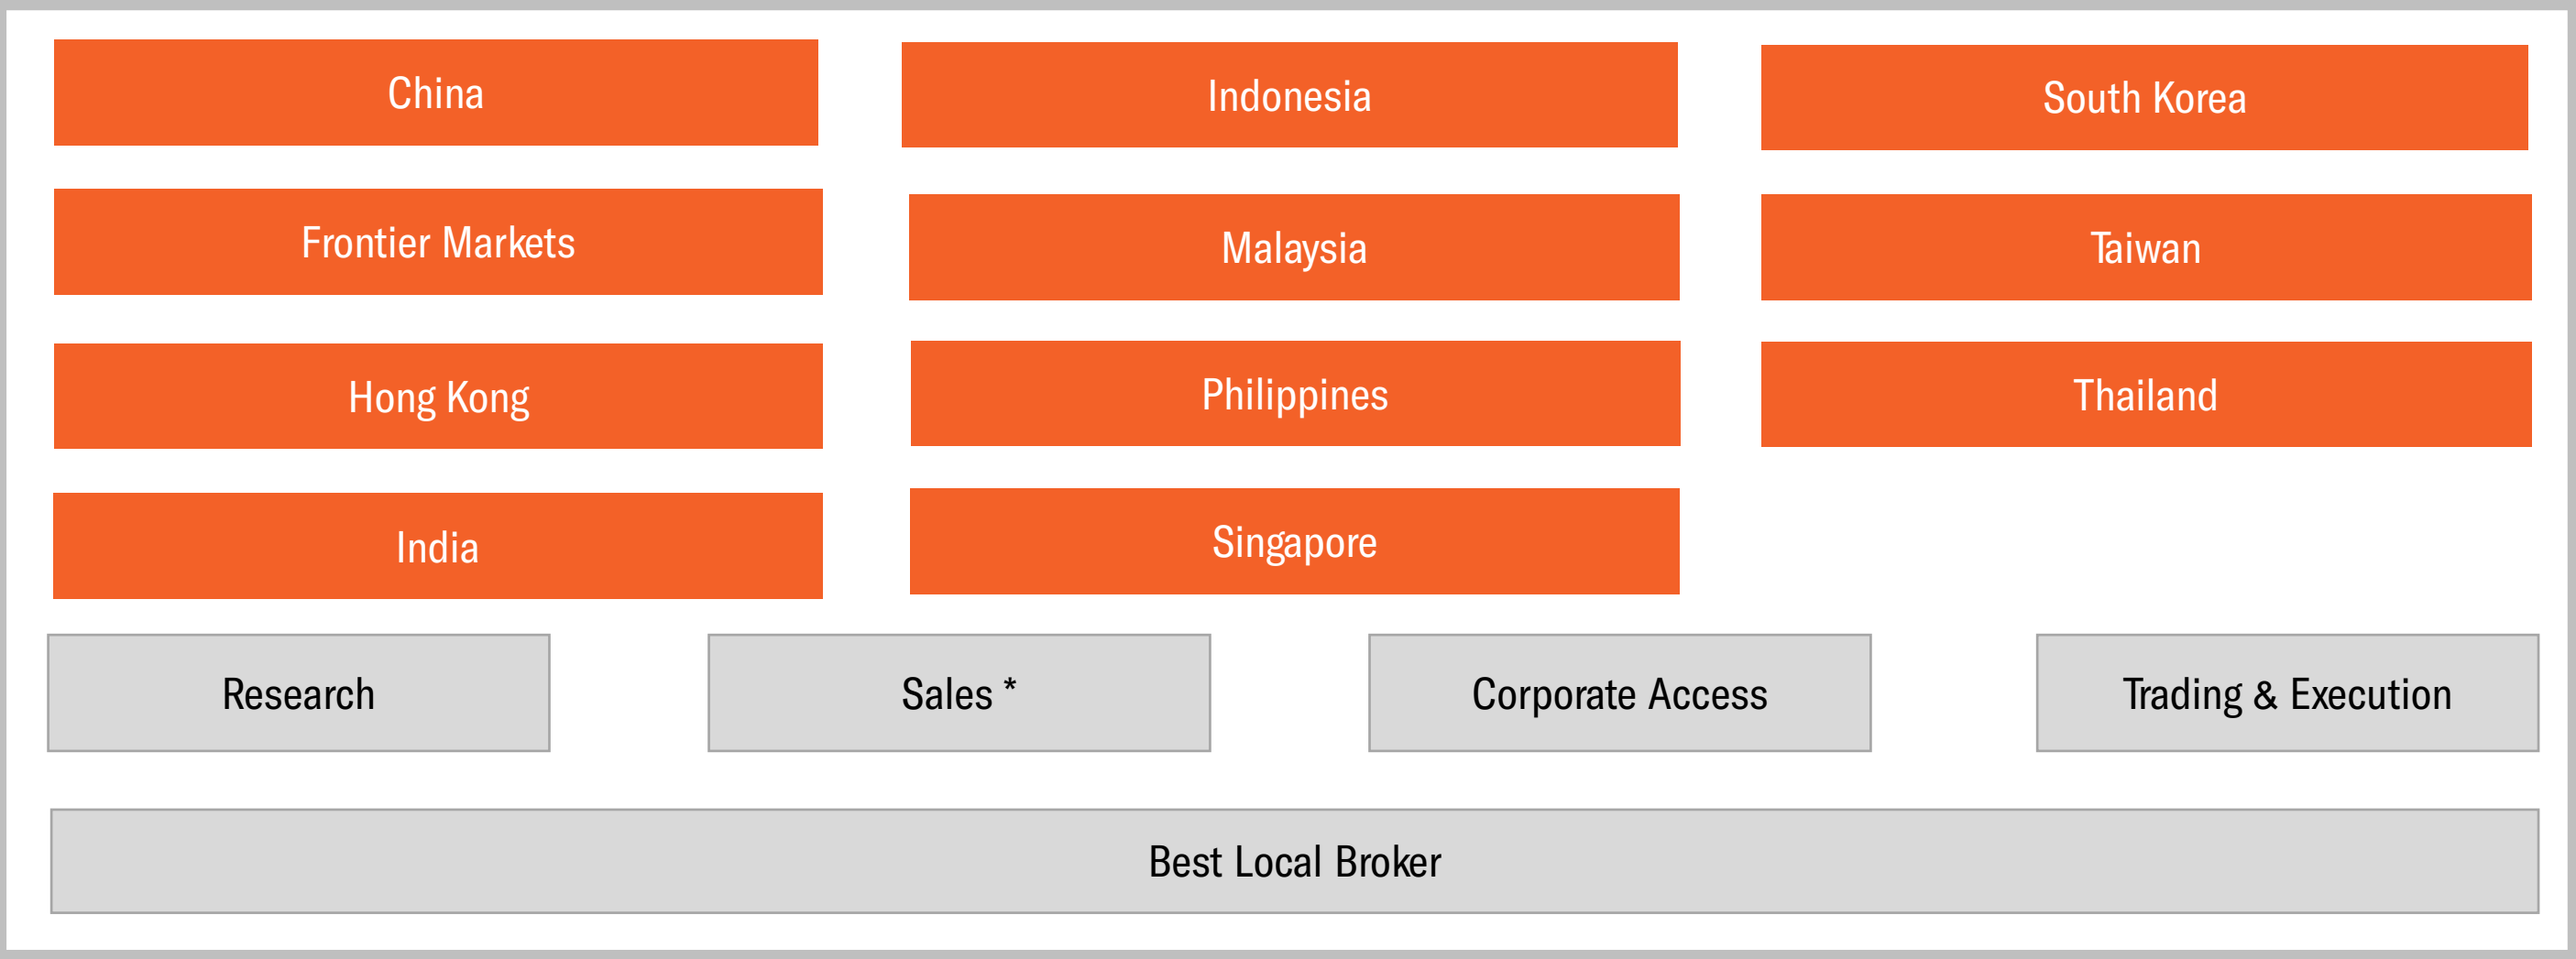 China
Indonesia
South Korea
Frontier Markets
Malaysia
Taiwan
Hong Kong
Philippines
Thailand
India
Singapore
Research
Sales *
Corporate Access
Trading & Execution
Best Local Broker